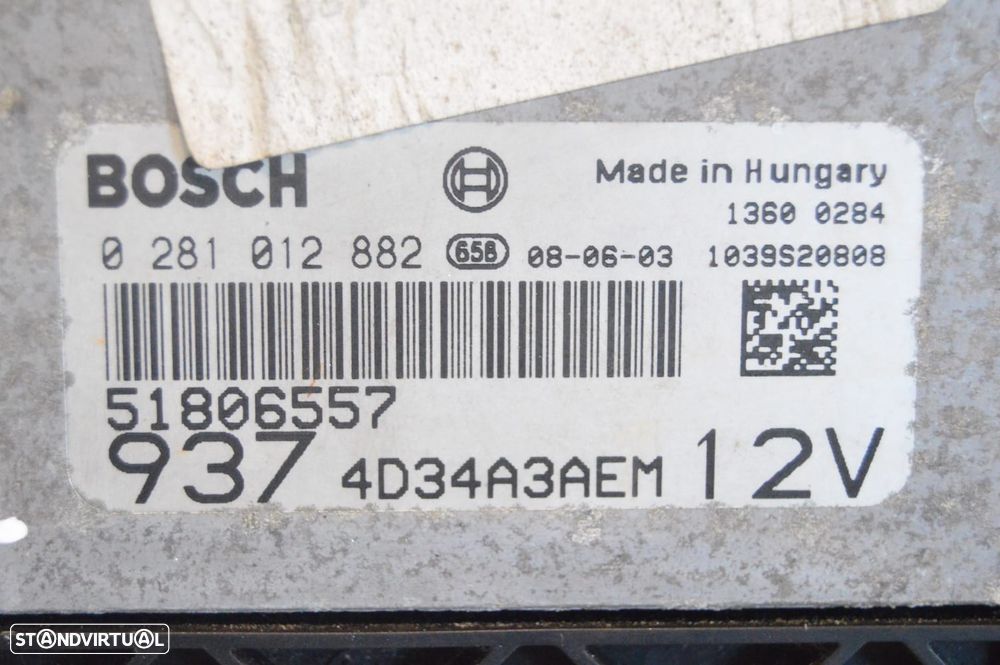 BOSCH
Made in Hungary
1360 0284
0 281 012 882 658 08-06-03 1039S20808
51806557
937 4D34A3AEM 12V
STANDVIRTUAL